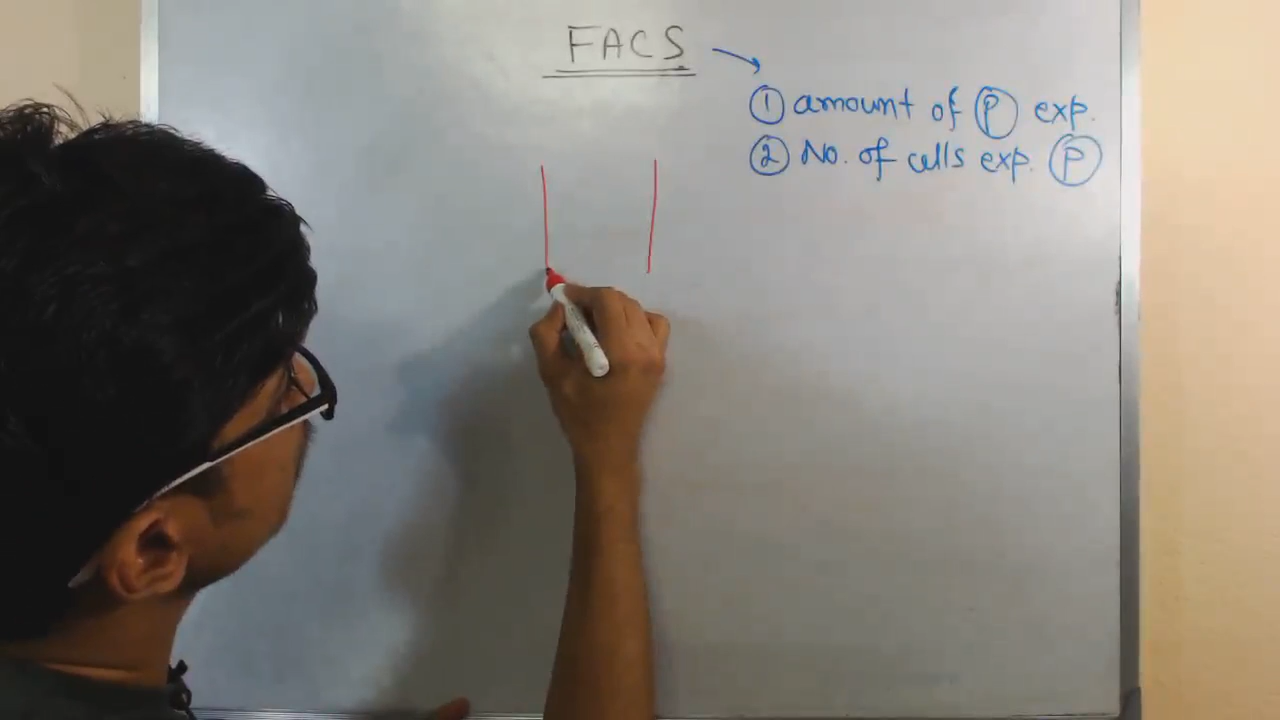 FACS
① amount of Ⓟ exp.
② No. of cells exp. Ⓟ